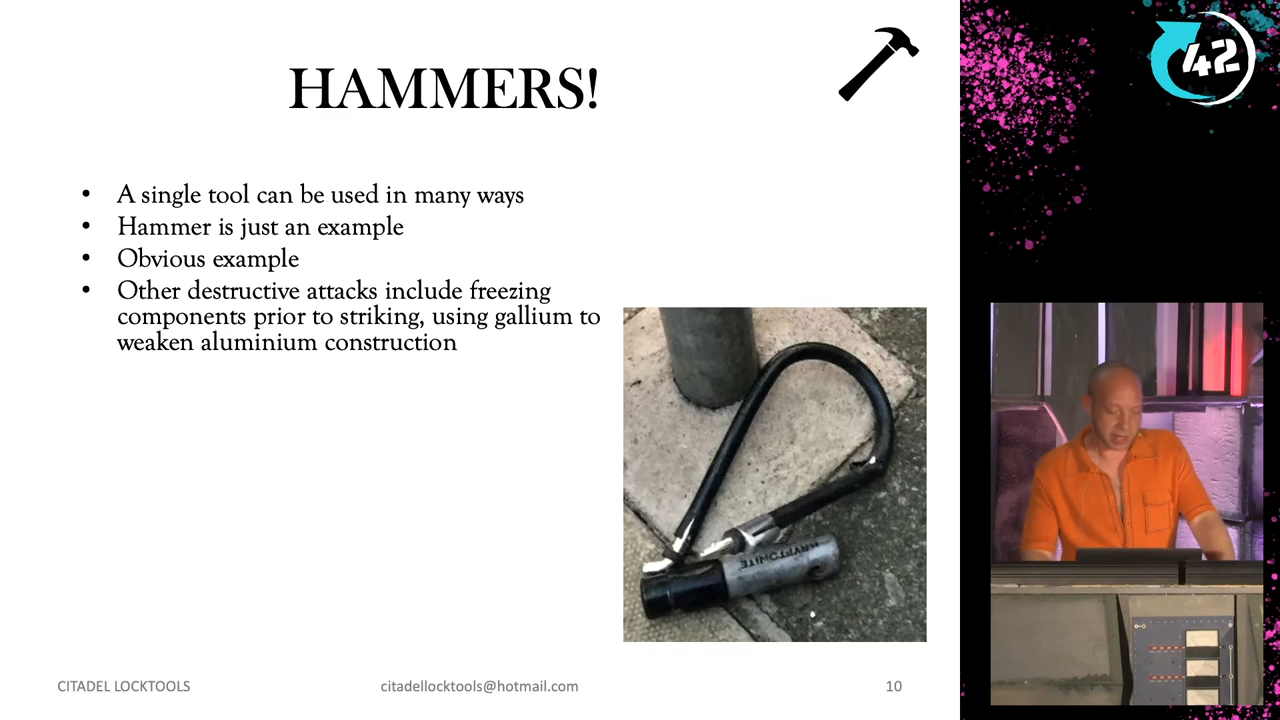 HAMMERS!
• A single tool can be used in many ways
• Hammer is just an example
• Obvious example
• Other destructive attacks include freezing
components prior to striking, using gallium to
weaken aluminium construction
KRYPTONITE
CITADEL LOCKTOOLS
citadellocktools@hotmail.com
10
42